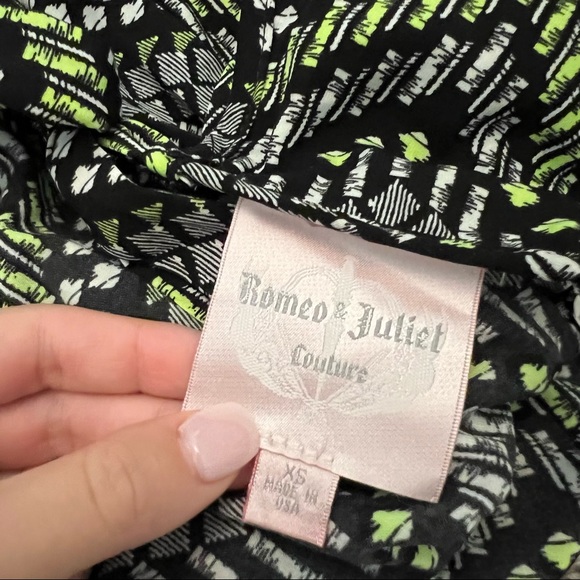 Romeo & Juliet
Couture
XS
MADE IN
USA